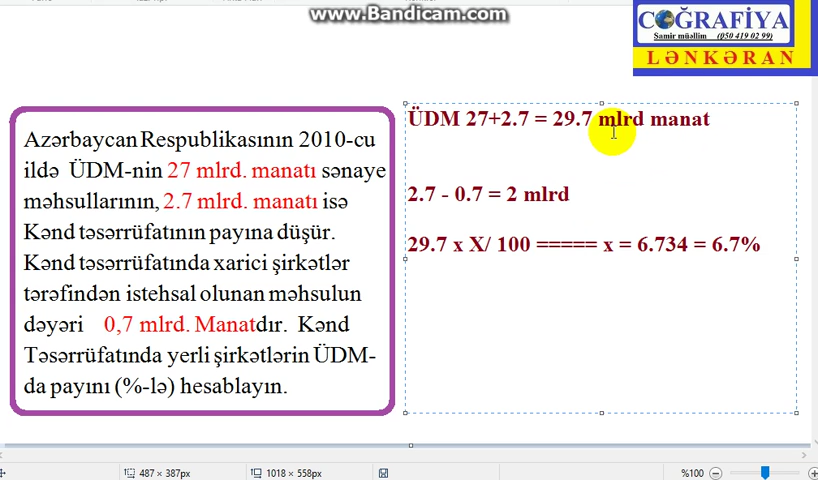 www.Bandicam.com
COĞRAFİYA
Samir müəllim (050 419 02 99)
LƏNKƏRAN
Azərbaycan Respublikasının 2010-cu
ildə ÜDM-nin 27 mlrd. manatı sənaye
məhsullarının, 2.7 mlrd. manatı isə
Kənd təsərrüfatının payına düşür.
Kənd təsərrüfatında xarici şirkətlər
tərəfindən istehsal olunan məhsulun
dəyəri 0,7 mlrd. Manatdır. Kənd
Təsərrüfatında yerli şirkətlərin ÜDM-
da payını (%-lə) hesablayın.
ÜDM 27+2.7 = 29.7 mlrd manat
2.7 - 0.7 = 2 mlrd
29.7 x X/ 100 ===== x = 6.734 = 6.7%
487 × 387px
1018 × 558px
%100